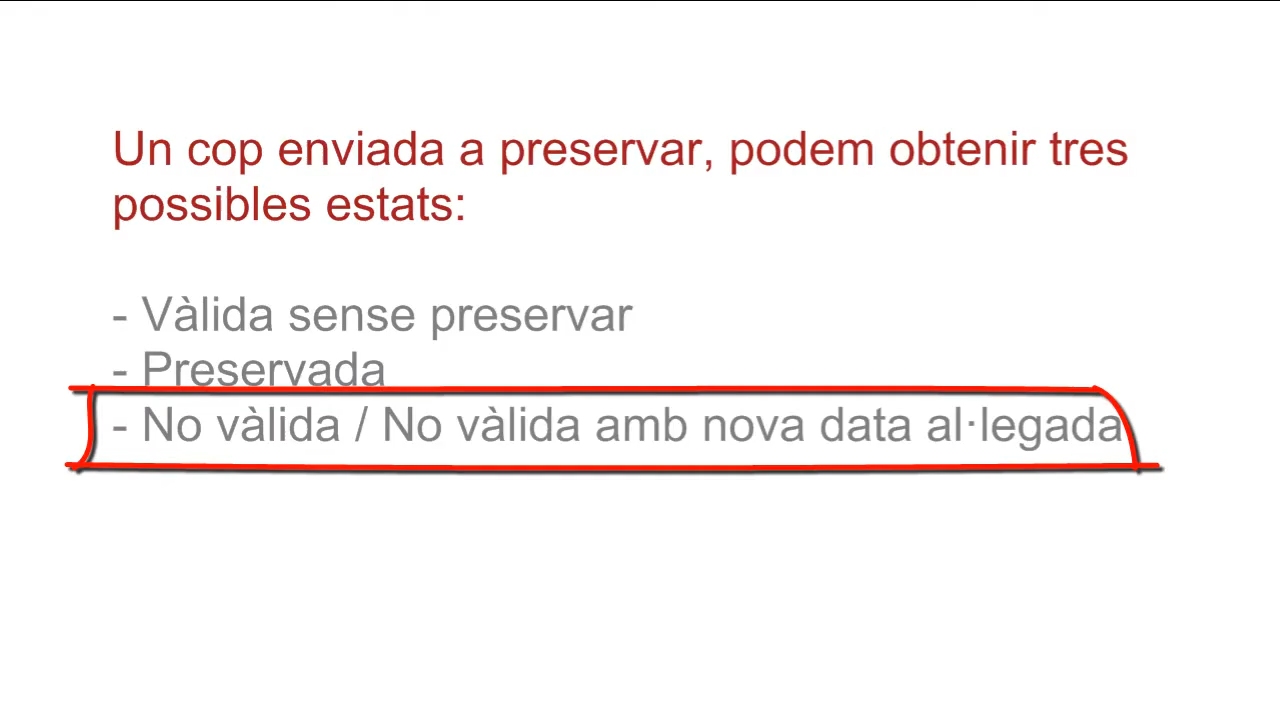 Un cop enviada a preservar, podem obtenir tres
possibles estats:
- Vàlida sense preservar
- Preservada
- No vàlida / No vàlida amb nova data al·legada